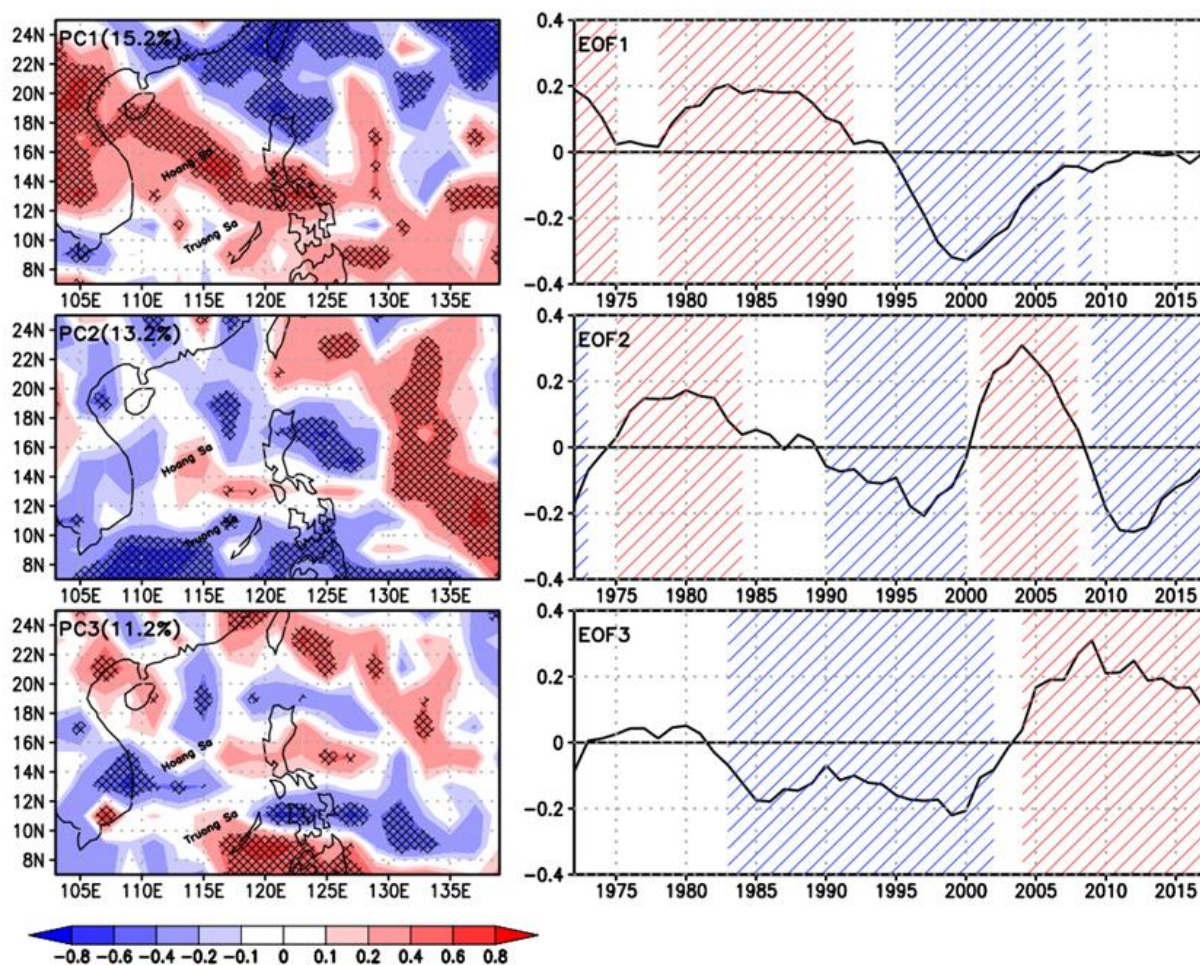 PC1(15.2%)
24N
22N
20N
18N
16N
14N
12N
10N
8N
Hoang Sa
Truong Sa
105E 110E 115E 120E 125E 130E 135E
EOF1
0.4
0.2
0
-0.2
-0.4
1975 1980 1985 1990 1995 2000 2005 2010 2015
PC2(13.2%)
24N
22N
20N
18N
16N
14N
12N
10N
8N
Hoang Sa
Truong Sa
105E 110E 115E 120E 125E 130E 135E
EOF2
0.4
0.2
0
-0.2
-0.4
1975 1980 1985 1990 1995 2000 2005 2010 2015
PC3(11.2%)
24N
22N
20N
18N
16N
14N
12N
10N
8N
Hoang Sa
Truong Sa
105E 110E 115E 120E 125E 130E 135E
EOF3
0.4
0.2
0
-0.2
-0.4
1975 1980 1985 1990 1995 2000 2005 2010 2015
-0.8 -0.6 -0.4 -0.2 -0.1 0 0.1 0.2 0.4 0.6 0.8